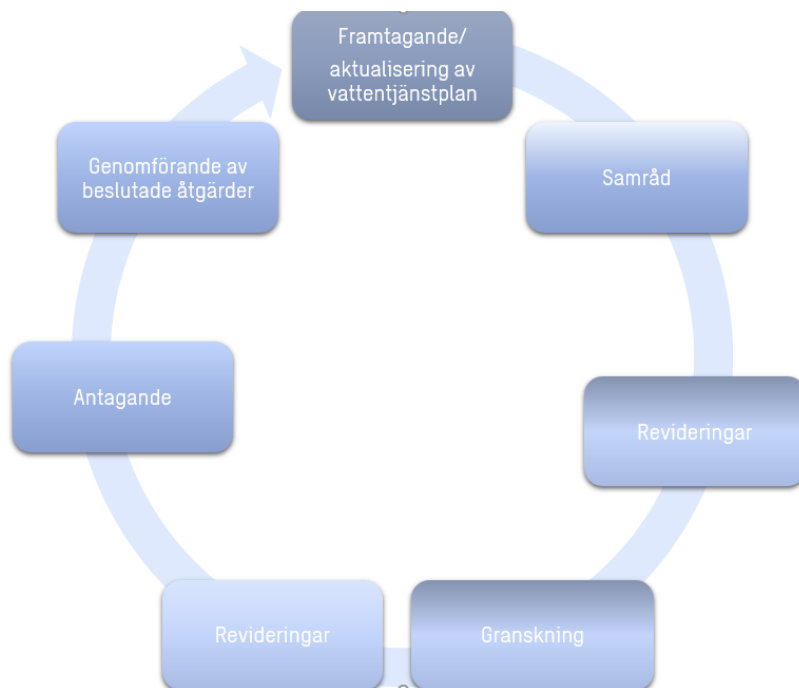 Framtagande/
aktualisering av
vattentjänstplan
Samråd
Revideringar
Granskning
Revideringar
Antagande
Genomförande av
beslutade åtgärder